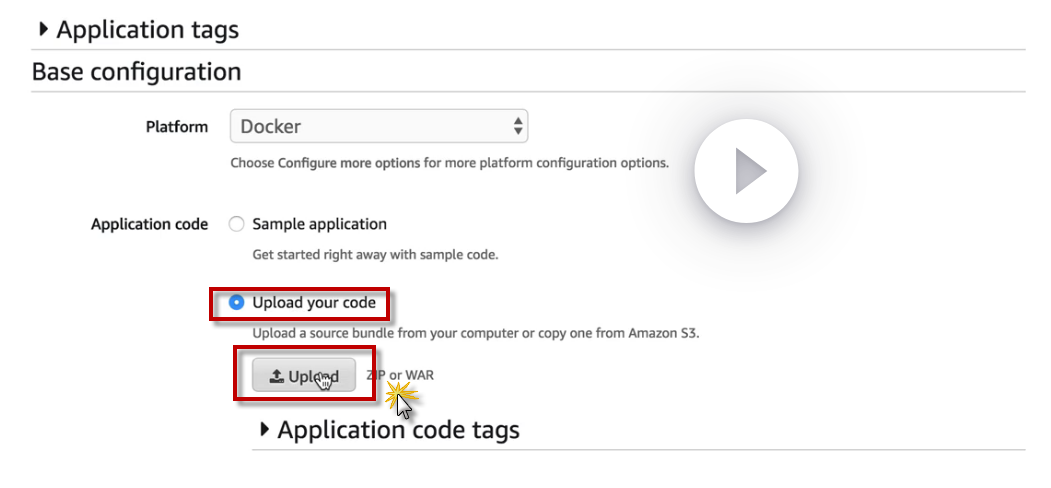 Application tags
Base configuration
Platform
Docker
Choose Configure more options for more platform configuration options.
Application code
Sample application
Get started right away with sample code.
Upload your code
Upload a source bundle from your computer or copy one from Amazon S3.
Upload
ZIP or WAR
Application code tags